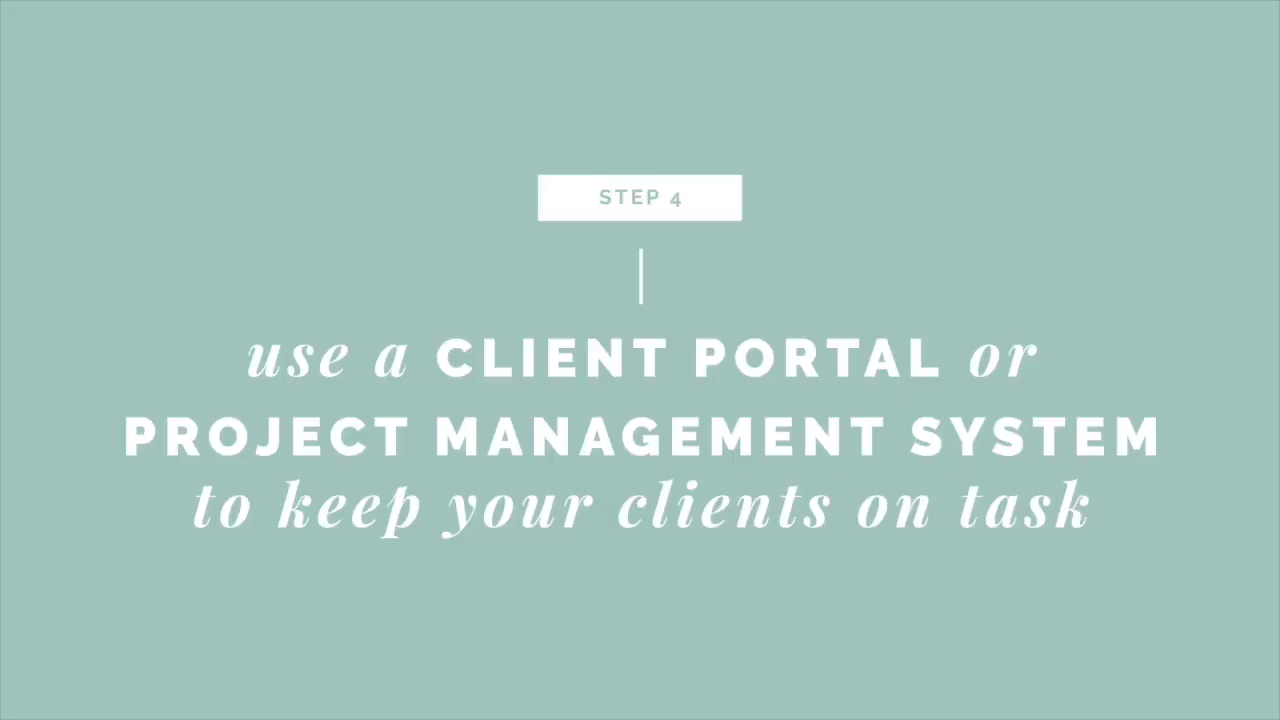 STEP 4
use a CLIENT PORTAL or
PROJECT MANAGEMENT SYSTEM
to keep your clients on task